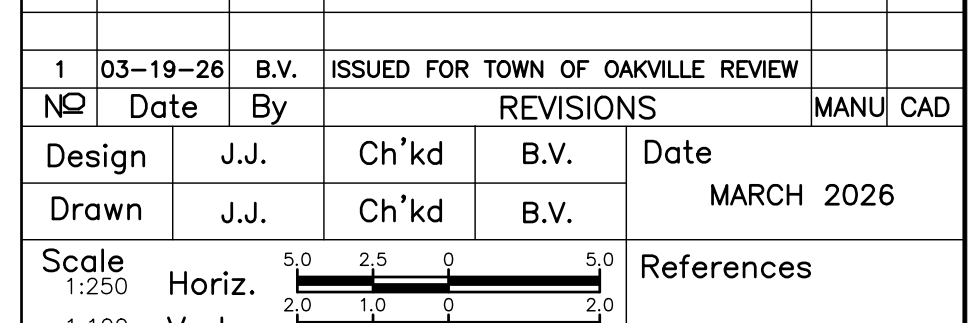 1 03-19-26 B.V. ISSUED FOR TOWN OF OAKVILLE REVIEW
Nº Date By REVISIONS MANU CAD
Design J.J. Ch'kd B.V. Date
MARCH 2026
Drawn J.J. Ch'kd B.V.
Scale 5.0 2.5 0 5.0 References
1:250 Horiz.
2.0 1.0 0 2.0